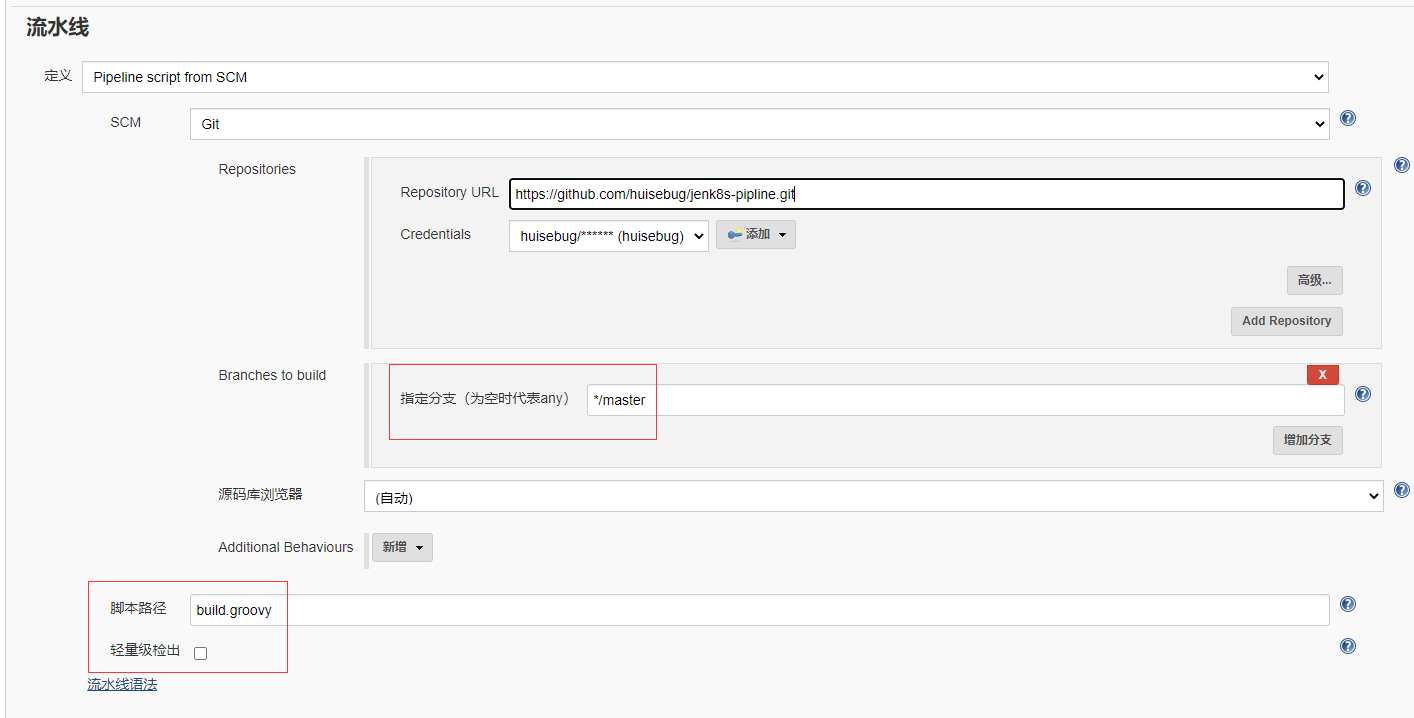 流水线
定义 Pipeline script from SCM
SCM Git
Repositories
Repository URL https://github.com/huisebug/jenk8s-pipline.git
Credentials huisebug/****** (huisebug) 添加
高级...
Add Repository
Branches to build
X
指定分支（为空时代表any） */master
增加分支
源码库浏览器 (自动)
Additional Behaviours 新增
脚本路径 build.groovy
轻量级检出
流水线语法